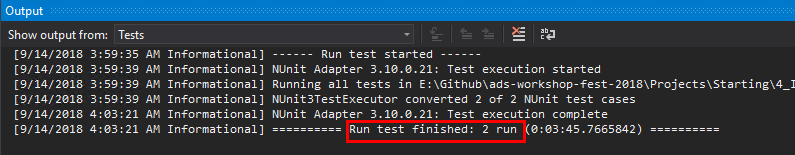 Output
Show output from: Tests
[9/14/2018 3:59:35 AM Informational] ------ Run test started ------
[9/14/2018 3:59:39 AM Informational] NUnit Adapter 3.10.0.21: Test execution started
[9/14/2018 3:59:39 AM Informational] Running all tests in E:\Github\ads-workshop-fest-2018\Projects\Starting\4_I
[9/14/2018 3:59:39 AM Informational] NUnit3TestExecutor converted 2 of 2 NUnit test cases
[9/14/2018 4:03:21 AM Informational] NUnit Adapter 3.10.0.21: Test execution complete
[9/14/2018 4:03:21 AM Informational] ========== Run test finished: 2 run (0:03:45.7665842) ==========